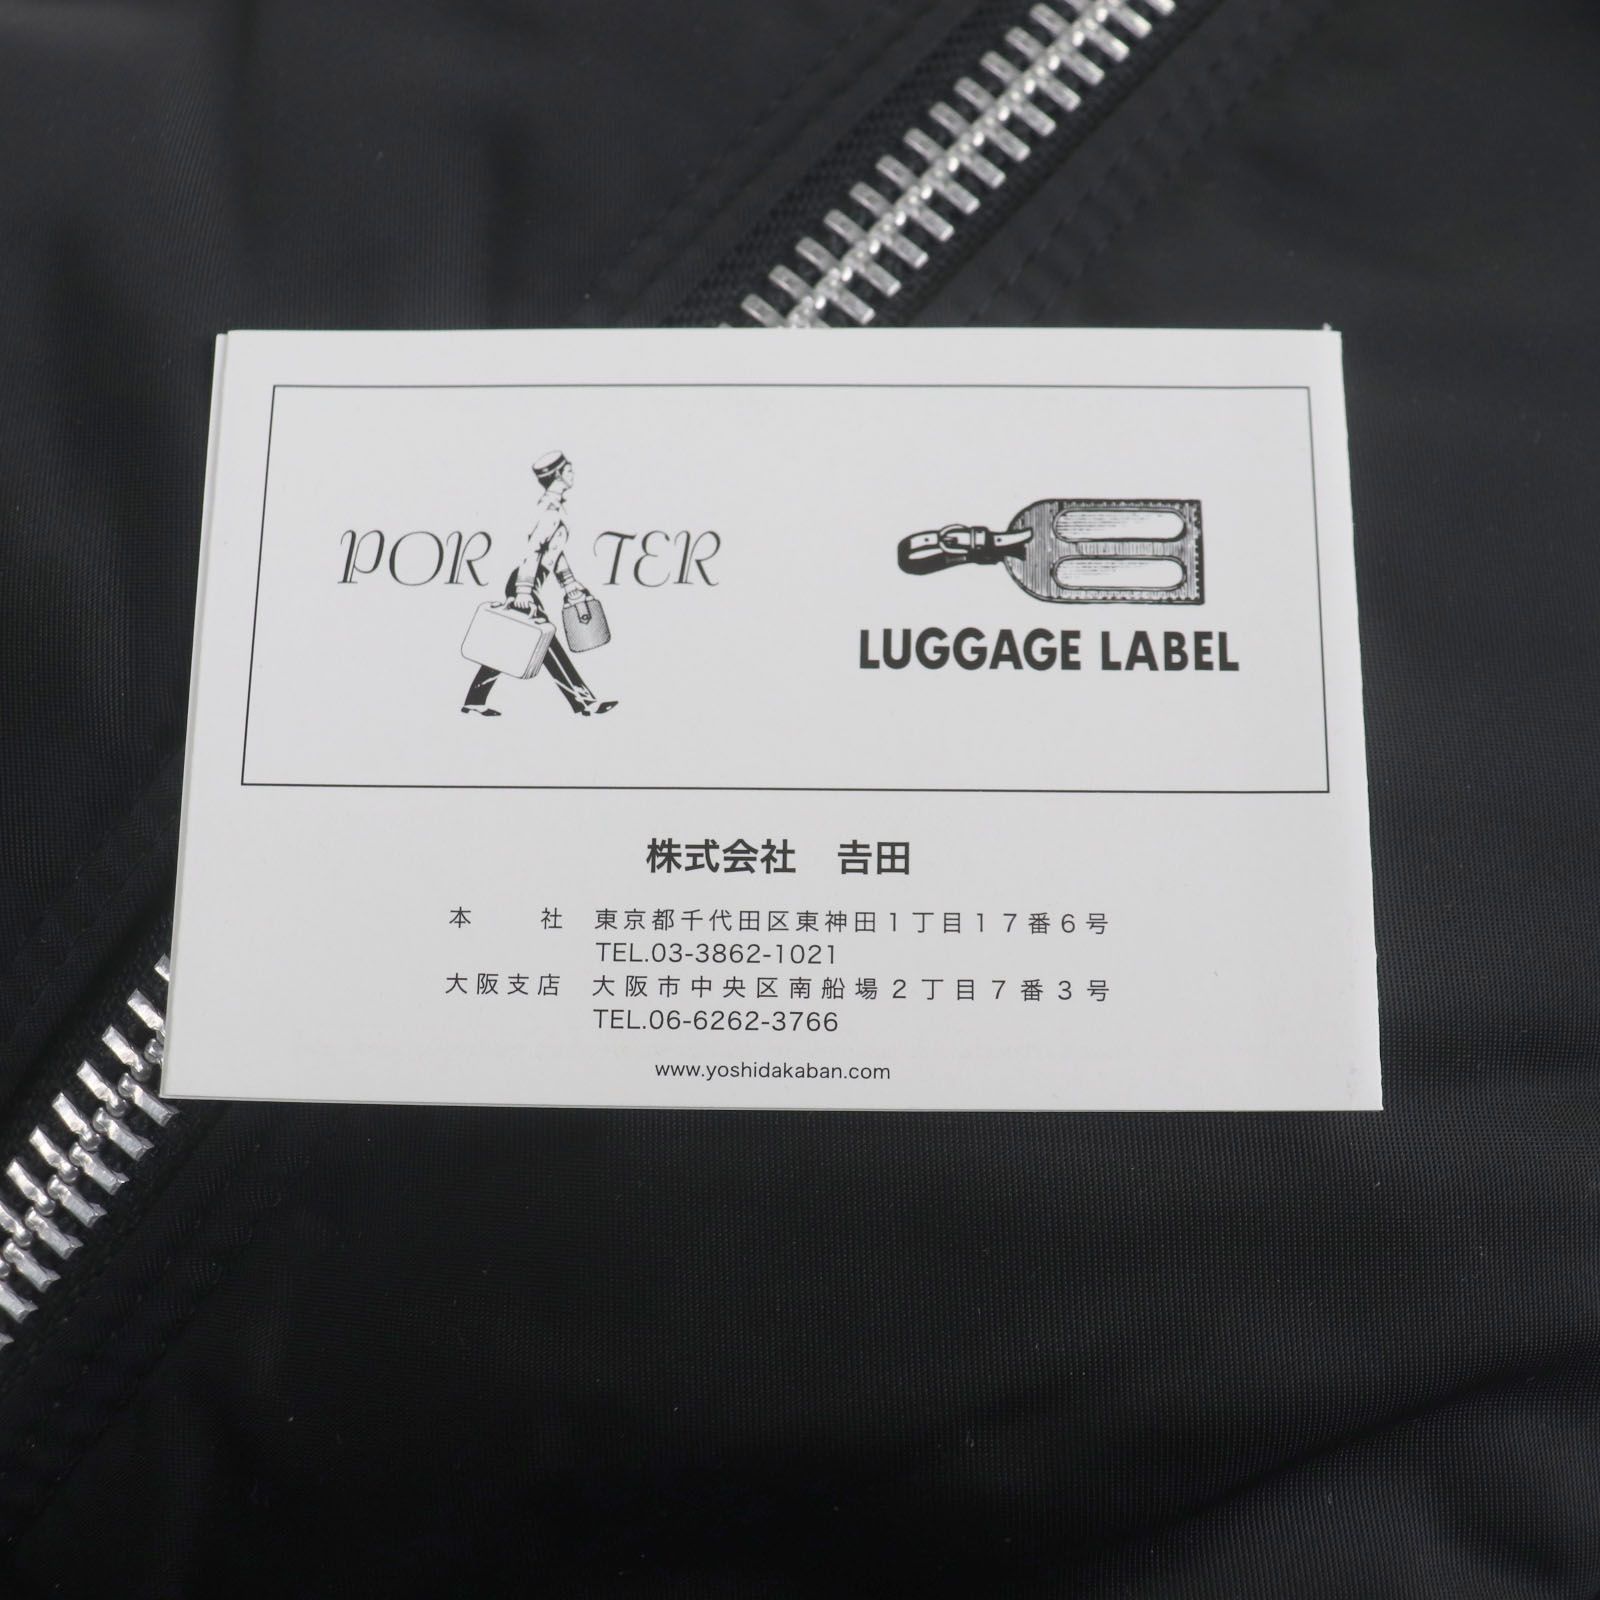 PORTER
LUGGAGE LABEL
株式会社　𠮷田
本　　社　東京都千代田区東神田1丁目17番6号
TEL.03-3862-1021
大阪支店　大阪市中央区南船場2丁目7番3号
TEL.06-6262-3766
www.yoshidakaban.com